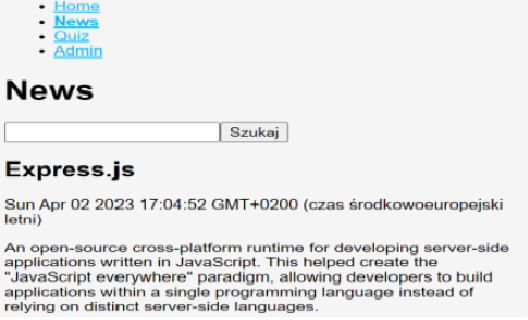 Home
News
Quiz
Admin
News
Szukaj
Express.js
Sun Apr 02 2023 17:04:52 GMT+0200 (czas środkowoeuropejski
letni)
An open-source cross-platform runtime for developing server-side
applications written in JavaScript. This helped create the
"JavaScript everywhere" paradigm, allowing developers to build
applications within a single programming language instead of
relying on distinct server-side languages.